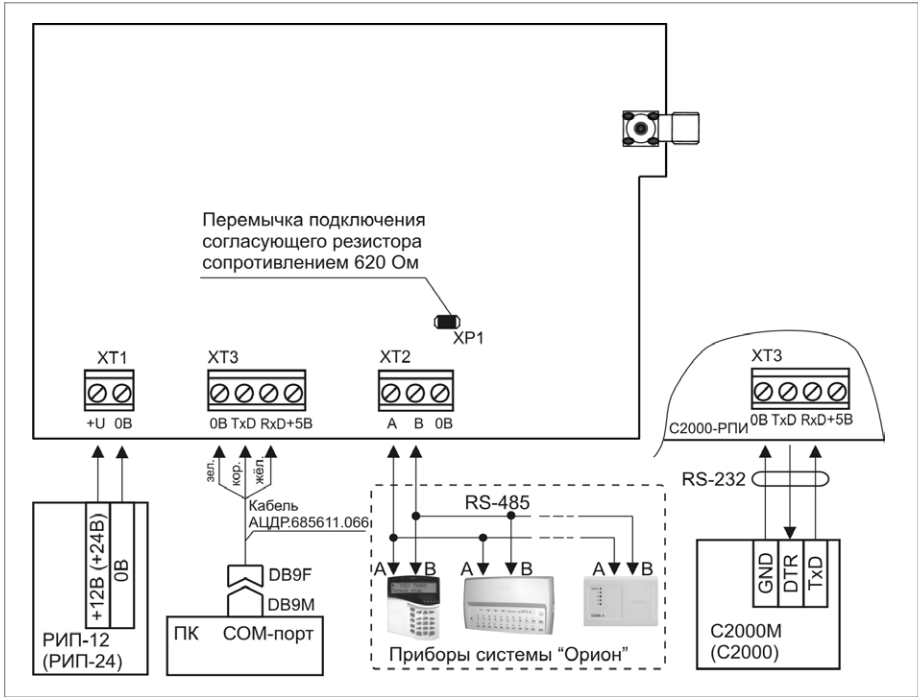 Перемычка подключения
согласующего резистора
сопротивлением 620 Ом
XP1
XT1
XT3
XT2
XT3
+U 0В
0В TxD RxD+5В
A B 0В
С2000-РПИ
0В TxD RxD+5В
зел.
кор.
жёл.
RS-232
RS-485
Кабель
АЦДР.685611.066
+12В (+24В)
0В
A B A B A B
GND
DTR
TxD
DB9F
DB9M
РИП-12
(РИП-24)
ПК COM-порт
Приборы системы “Орион”
С2000М
(С2000)